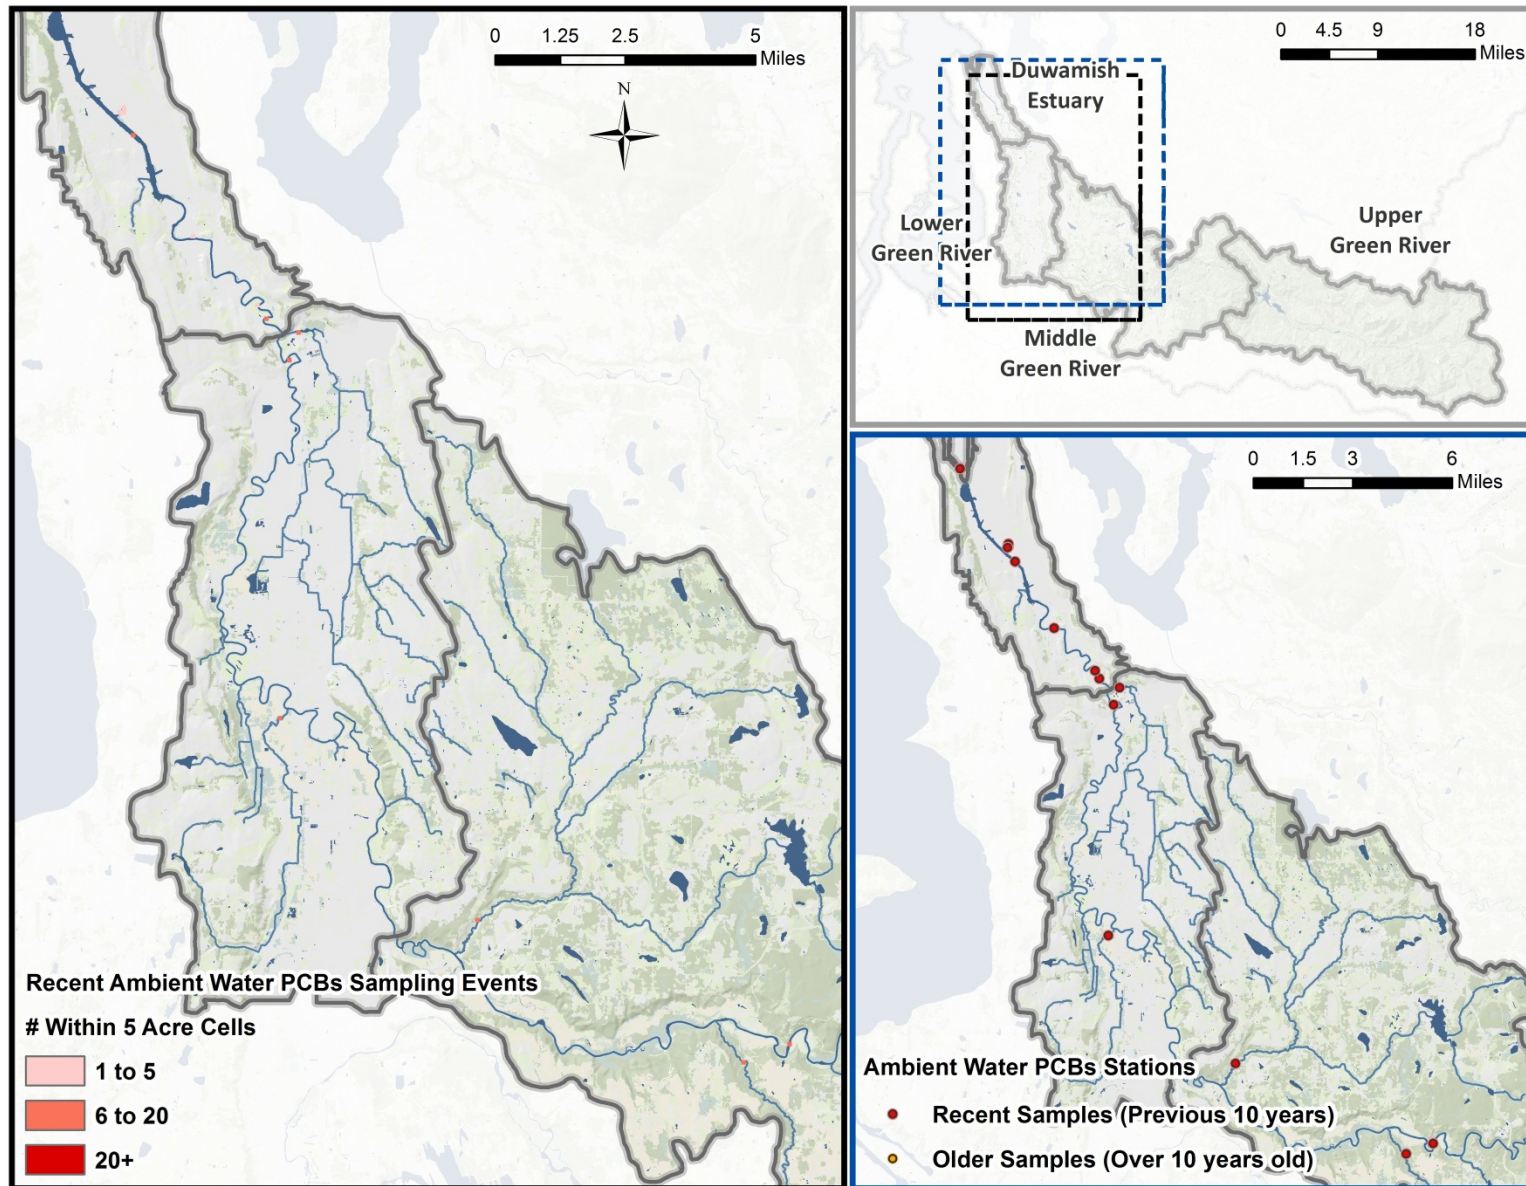 0 1.25 2.5 5
Miles
N
Recent Ambient Water PCBs Sampling Events
# Within 5 Acre Cells
1 to 5
6 to 20
20+
0 4.5 9 18
Miles
Duwamish
Estuary
Lower
Green River
Upper
Green River
Middle
Green River
0 1.5 3 6
Miles
Ambient Water PCBs Stations
Recent Samples (Previous 10 years)
Older Samples (Over 10 years old)